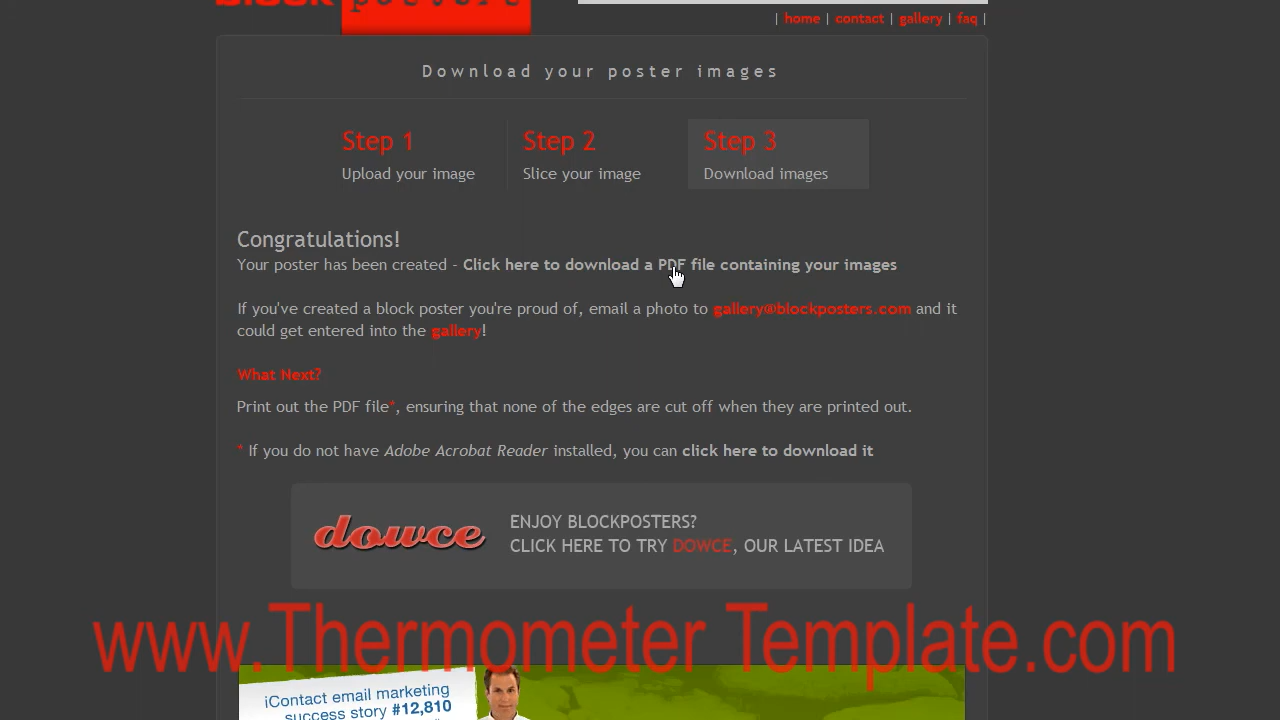 block posters
| home | contact | gallery | faq |
Download your poster images
Step 1
Upload your image
Step 2
Slice your image
Step 3
Download images
Congratulations!
Your poster has been created - Click here to download a PDF file containing your images
If you've created a block poster you're proud of, email a photo to gallery@blockposters.com and it
could get entered into the gallery!
What Next?
Print out the PDF file*, ensuring that none of the edges are cut off when they are printed out.
* If you do not have Adobe Acrobat Reader installed, you can click here to download it
dowce
ENJOY BLOCKPOSTERS?
CLICK HERE TO TRY DOWCE, OUR LATEST IDEA
www.Thermometer Template.com
iContact email marketing
success story #12,810